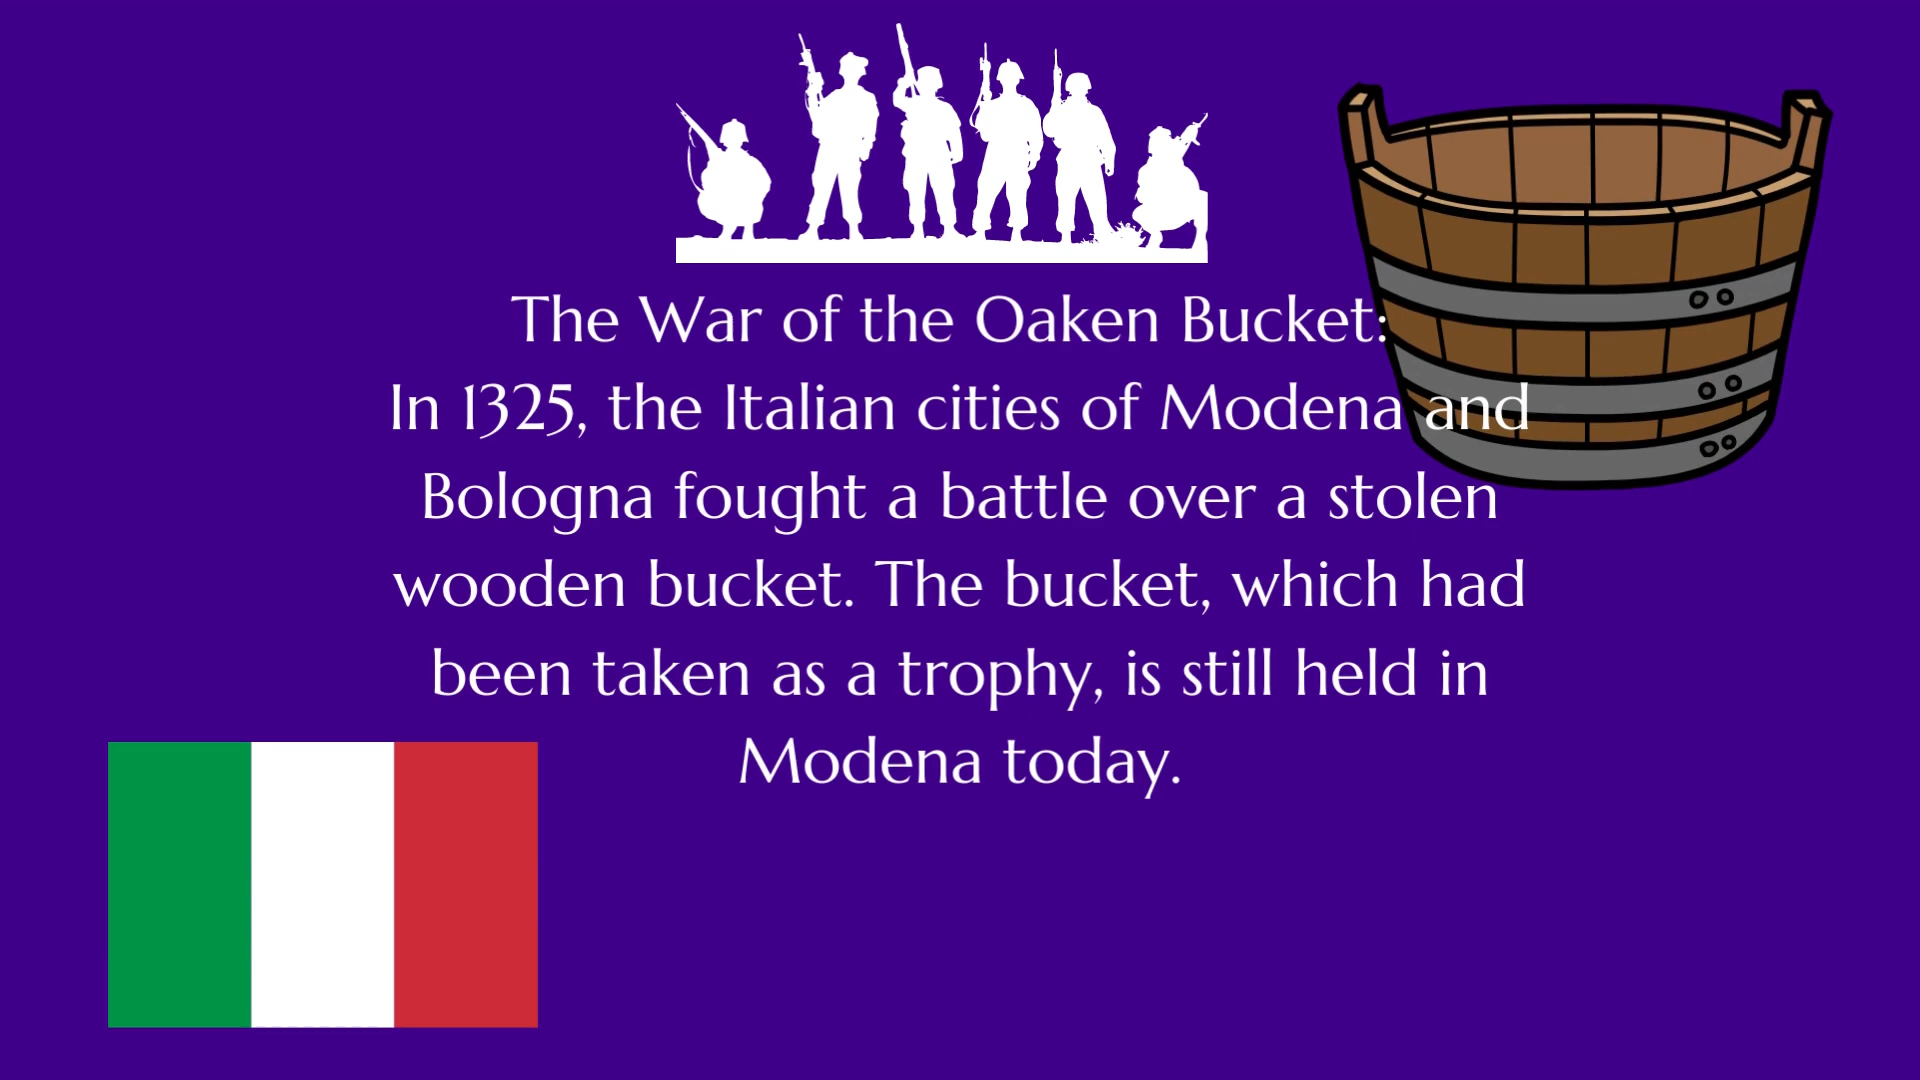 The War of the Oaken Bucket:
In 1325, the Italian cities of Modena and
Bologna fought a battle over a stolen
wooden bucket. The bucket, which had
been taken as a trophy, is still held in
Modena today.